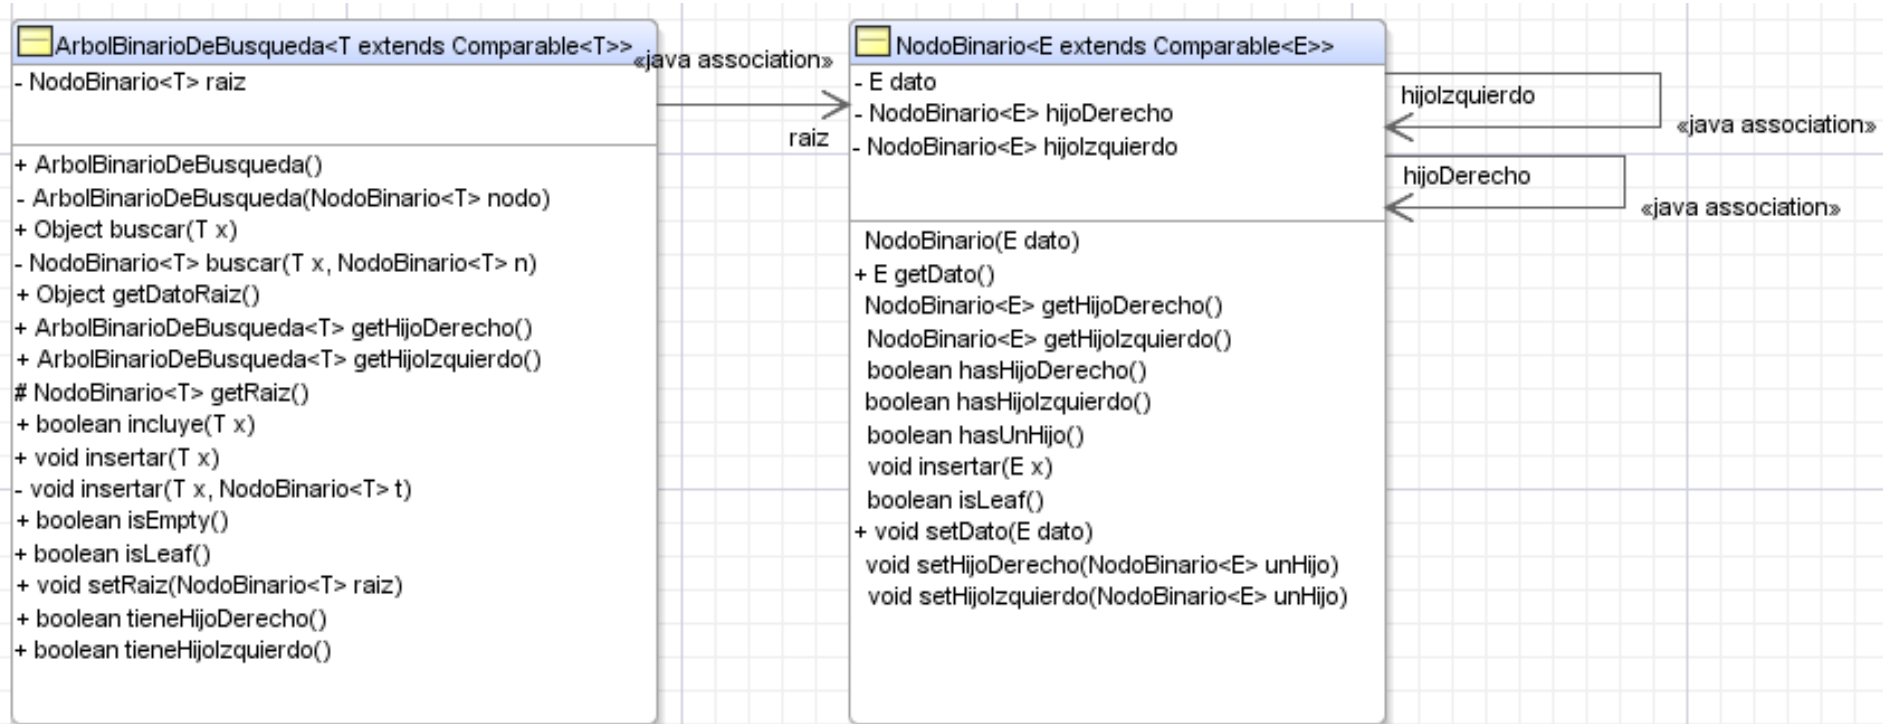 ArbolBinarioDeBusqueda<T extends Comparable<T>>
- NodoBinario<T> raiz
+ ArbolBinarioDeBusqueda()
- ArbolBinarioDeBusqueda(NodoBinario<T> nodo)
+ Object buscar(T x)
- NodoBinario<T> buscar(T x, NodoBinario<T> n)
+ Object getDatoRaiz()
+ ArbolBinarioDeBusqueda<T> getHijoDerecho()
+ ArbolBinarioDeBusqueda<T> getHijoIzquierdo()
# NodoBinario<T> getRaiz()
+ boolean incluye(T x)
+ void insertar(T x)
- void insertar(T x, NodoBinario<T> t)
+ boolean isEmpty()
+ boolean isLeaf()
+ void setRaiz(NodoBinario<T> raiz)
+ boolean tieneHijoDerecho()
+ boolean tieneHijoIzquierdo()
«java association»
raiz
NodoBinario<E extends Comparable<E>>
- E dato
- NodoBinario<E> hijoDerecho
- NodoBinario<E> hijoIzquierdo
NodoBinario(E dato)
+ E getDato()
NodoBinario<E> getHijoDerecho()
NodoBinario<E> getHijoIzquierdo()
boolean hasHijoDerecho()
boolean hasHijoIzquierdo()
boolean hasUnHijo()
void insertar(E x)
boolean isLeaf()
+ void setDato(E dato)
void setHijoDerecho(NodoBinario<E> unHijo)
void setHijoIzquierdo(NodoBinario<E> unHijo)
hijoIzquierdo
«java association»
hijoDerecho
«java association»